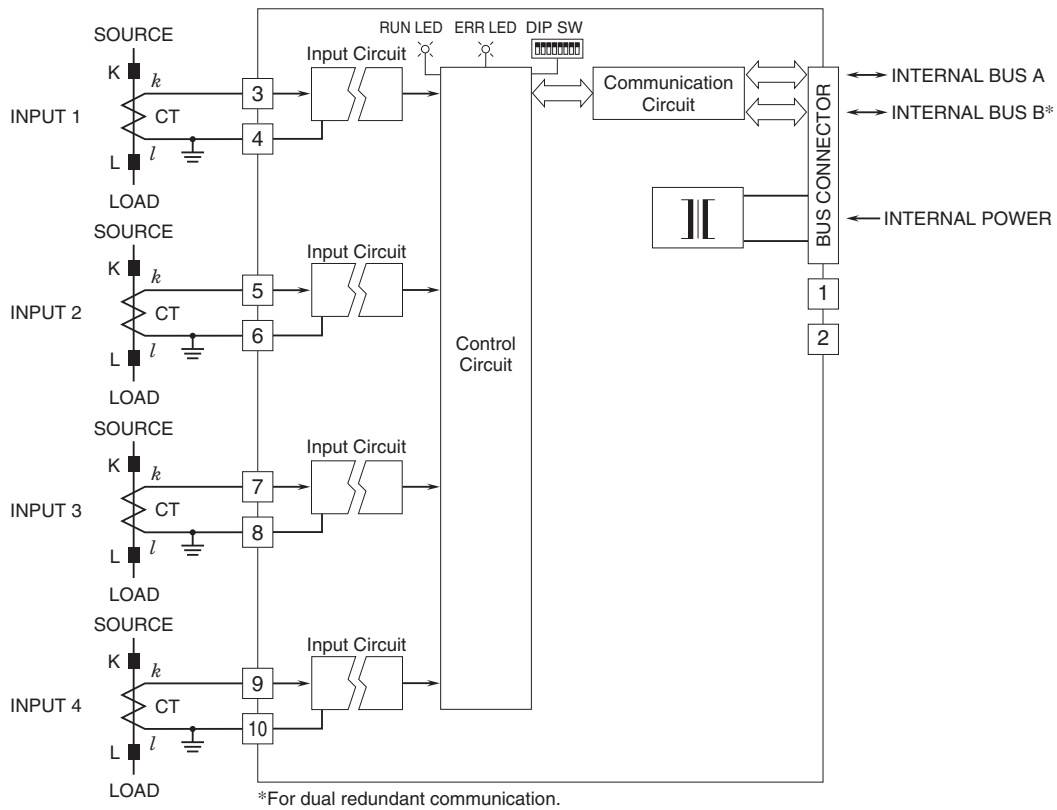 RUN LED ERR LED DIP SW
SOURCE
K
k
INPUT 1
CT
L
l
LOAD
3
4
Input Circuit
SOURCE
K
k
INPUT 2
CT
L
l
LOAD
5
6
Input Circuit
SOURCE
K
k
INPUT 3
CT
L
l
LOAD
7
8
Input Circuit
SOURCE
K
k
INPUT 4
CT
L
l
LOAD
9
10
Input Circuit
Control
Circuit
Communication
Circuit
BUS CONNECTOR
INTERNAL BUS A
INTERNAL BUS B*
INTERNAL POWER
1
2
*For dual redundant communication.